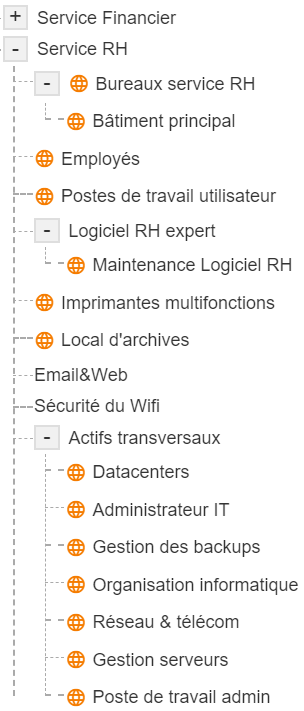 Service Financier
Service RH
Bureaux service RH
Bâtiment principal
Employés
Postes de travail utilisateur
Logiciel RH expert
Maintenance Logiciel RH
Imprimantes multifonctions
Local d'archives
Email&Web
Sécurité du Wifi
Actifs transversaux
Datacenters
Administrateur IT
Gestion des backups
Organisation informatique
Réseau & télécom
Gestion serveurs
Poste de travail admin